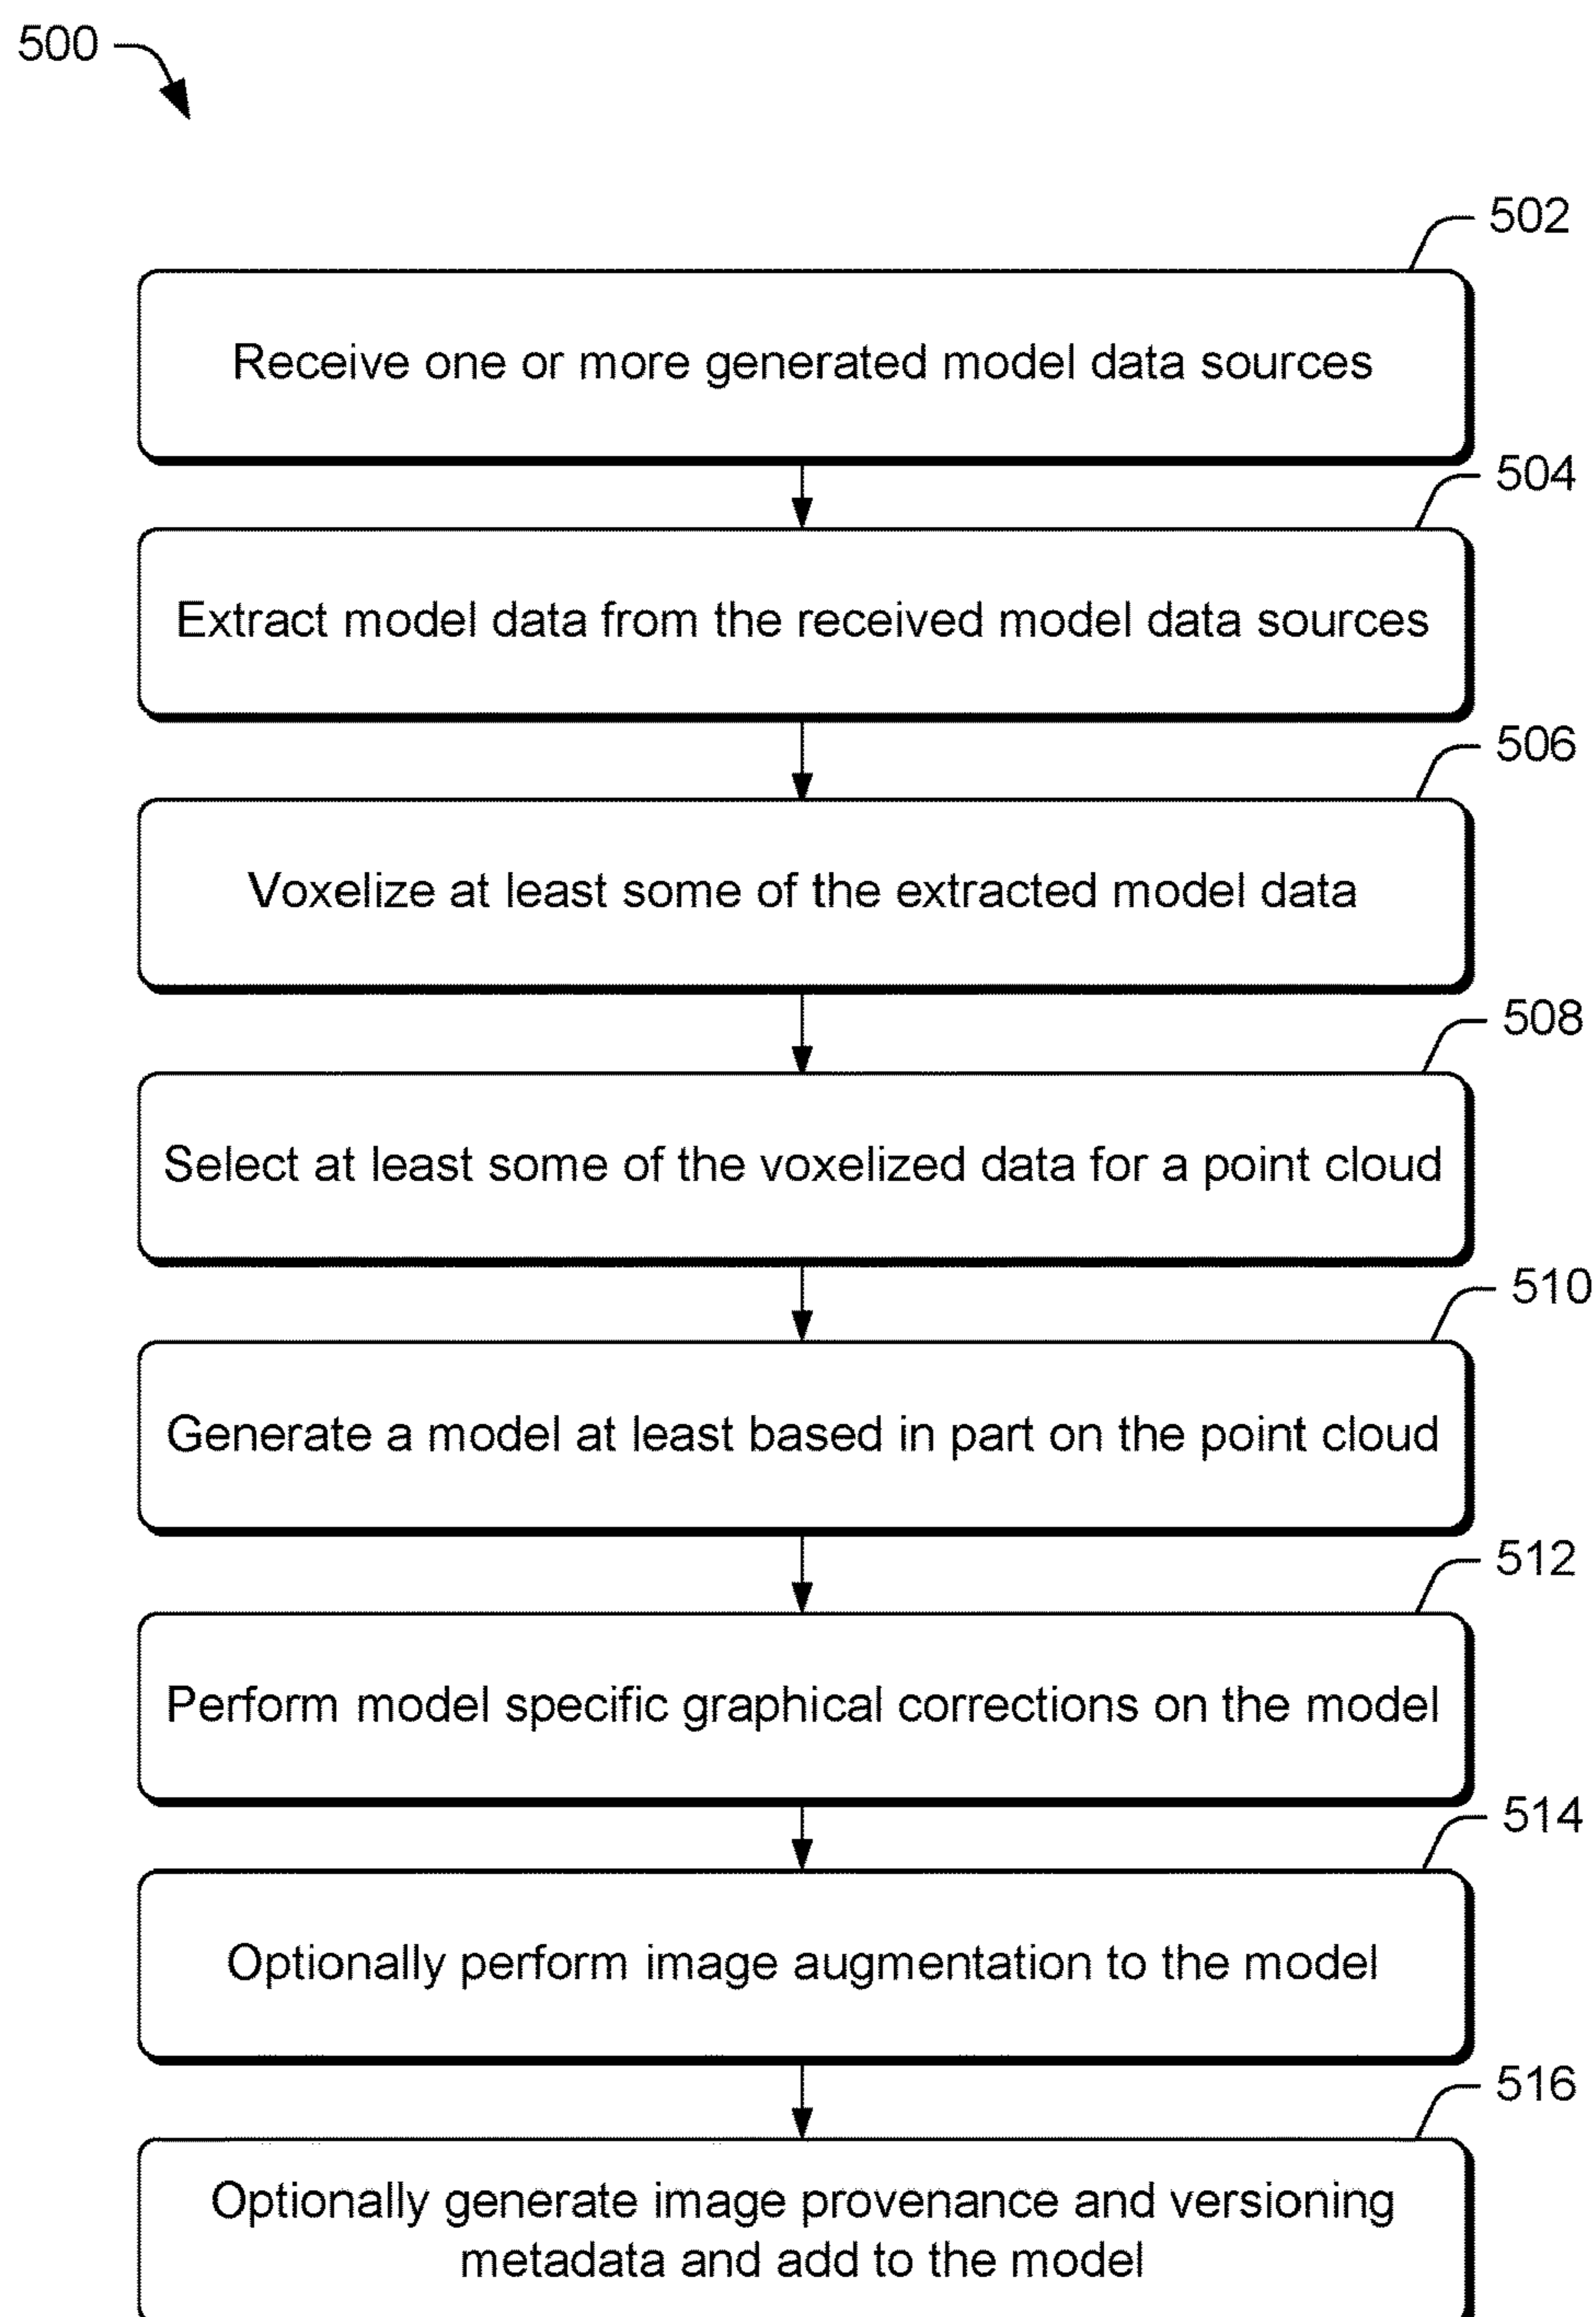 500
502
Receive one or more generated model data sources
504
Extract model data from the received model data sources
506
Voxelize at least some of the extracted model data
508
Select at least some of the voxelized data for a point cloud
510
Generate a model at least based in part on the point cloud
512
Perform model specific graphical corrections on the model
514
Optionally perform image augmentation to the model
516
Optionally generate image provenance and versioning
metadata and add to the model